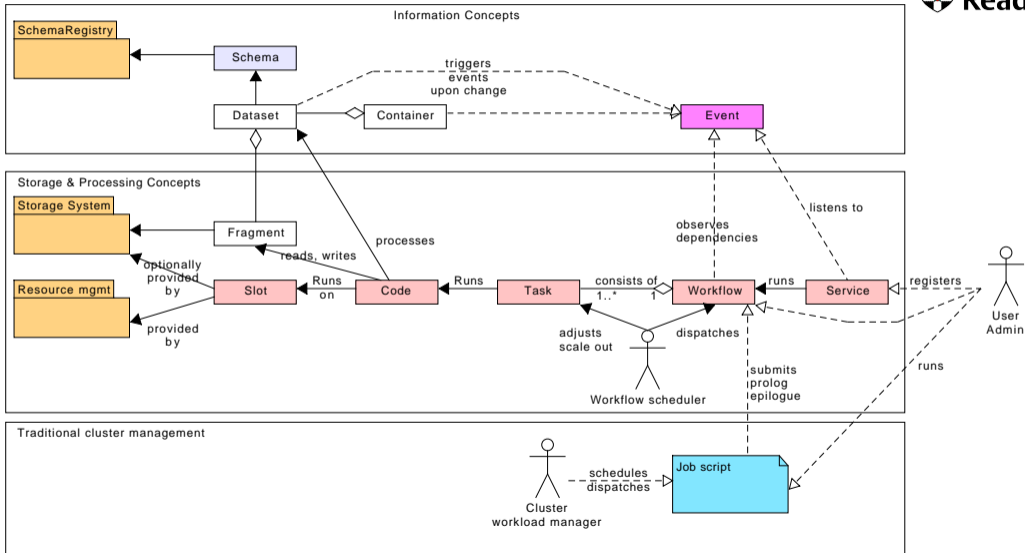 Read
Information Concepts
SchemaRegistry
Schema
triggers
events
upon change
Dataset
Container
Event
Storage & Processing Concepts
Storage System
listens to
Fragment
observes
dependencies
processes
reads, writes
optionally
provided
by
Resource mgmt
Slot
Runs
on
Code
Runs
Task
consists of
1..*
1
Workflow
runs
Service
registers
User
Admin
provided
by
adjusts
scale out
dispatches
runs
submits
prolog
epilogue
Workflow scheduler
Traditional cluster management
Job script
schedules
dispatches
Cluster
workload manager